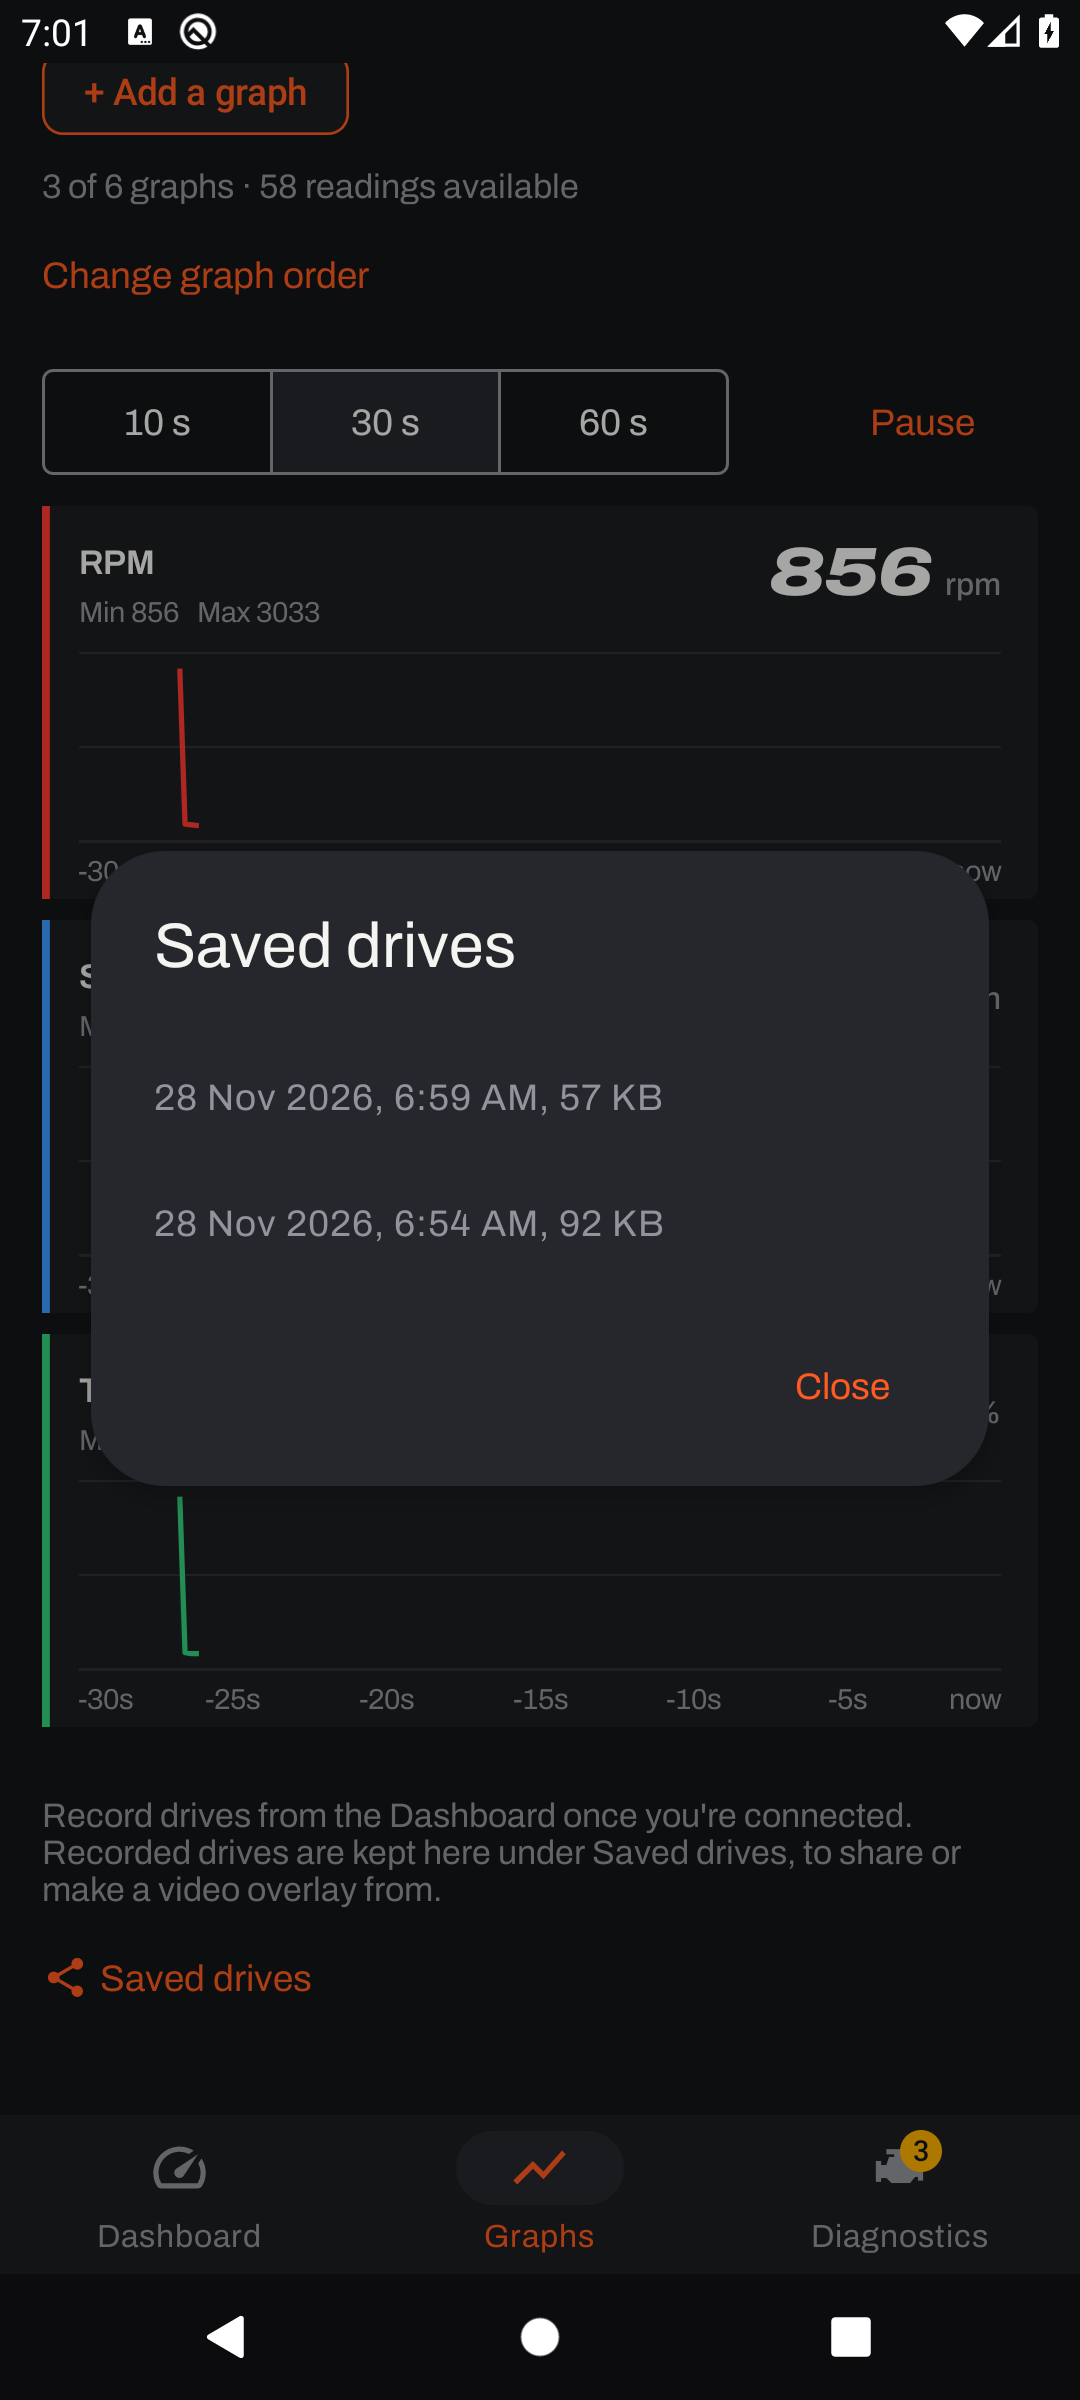 7:01
+ Add a graph
3 of 6 graphs · 58 readings available
Change graph order
10 s
30 s
60 s
Pause
RPM
856 rpm
Min 856 Max 3033
Saved drives
28 Nov 2026, 6:59 AM, 57 KB
28 Nov 2026, 6:54 AM, 92 KB
Close
%
-30s -25s -20s -15s -10s -5s now
Record drives from the Dashboard once you're connected.
Recorded drives are kept here under Saved drives, to share or
make a video overlay from.
Saved drives
3
Dashboard
Graphs
Diagnostics